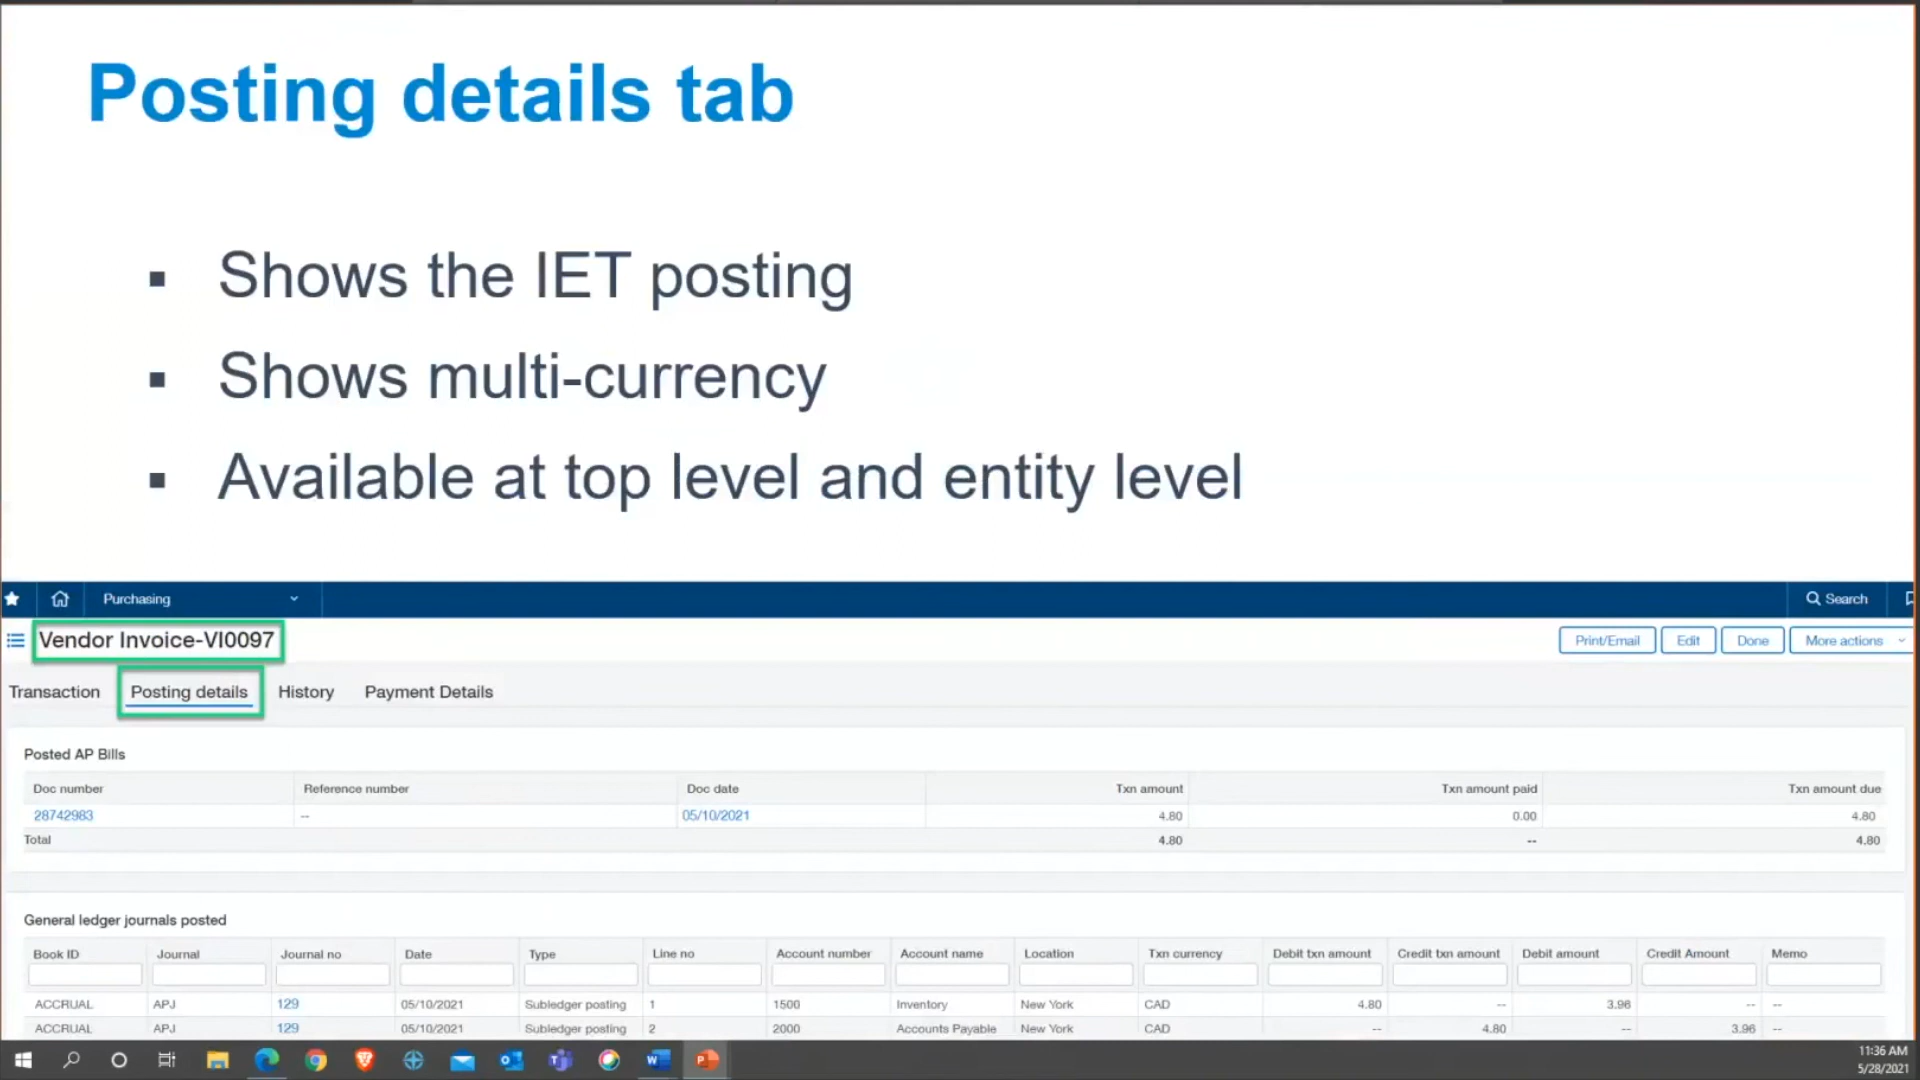 Posting details tab
▪ Shows the IET posting
▪ Shows multi-currency
▪ Available at top level and entity level
Purchasing Search
Vendor Invoice-VI0097 Print/Email Edit Done More actions
Transaction Posting details History Payment Details
Posted AP Bills
Doc number Reference number Doc date Txn amount Txn amount paid Txn amount due
28742983 -- 05/10/2021 4.80 0.00 4.80
Total 4.80 -- 4.80
General ledger journals posted
Book ID Journal Journal no Date Type Line no Account number Account name Location Txn currency Debit txn amount Credit txn amount Debit amount Credit Amount Memo
ACCRUAL APJ 129 05/10/2021 Subledger posting 1 1500 Inventory New York CAD 4.80 -- 3.96 -- --
ACCRUAL APJ 129 05/10/2021 Subledger posting 2 2000 Accounts Payable New York CAD -- 4.80 -- 3.96 --
11:36 AM
5/28/2021